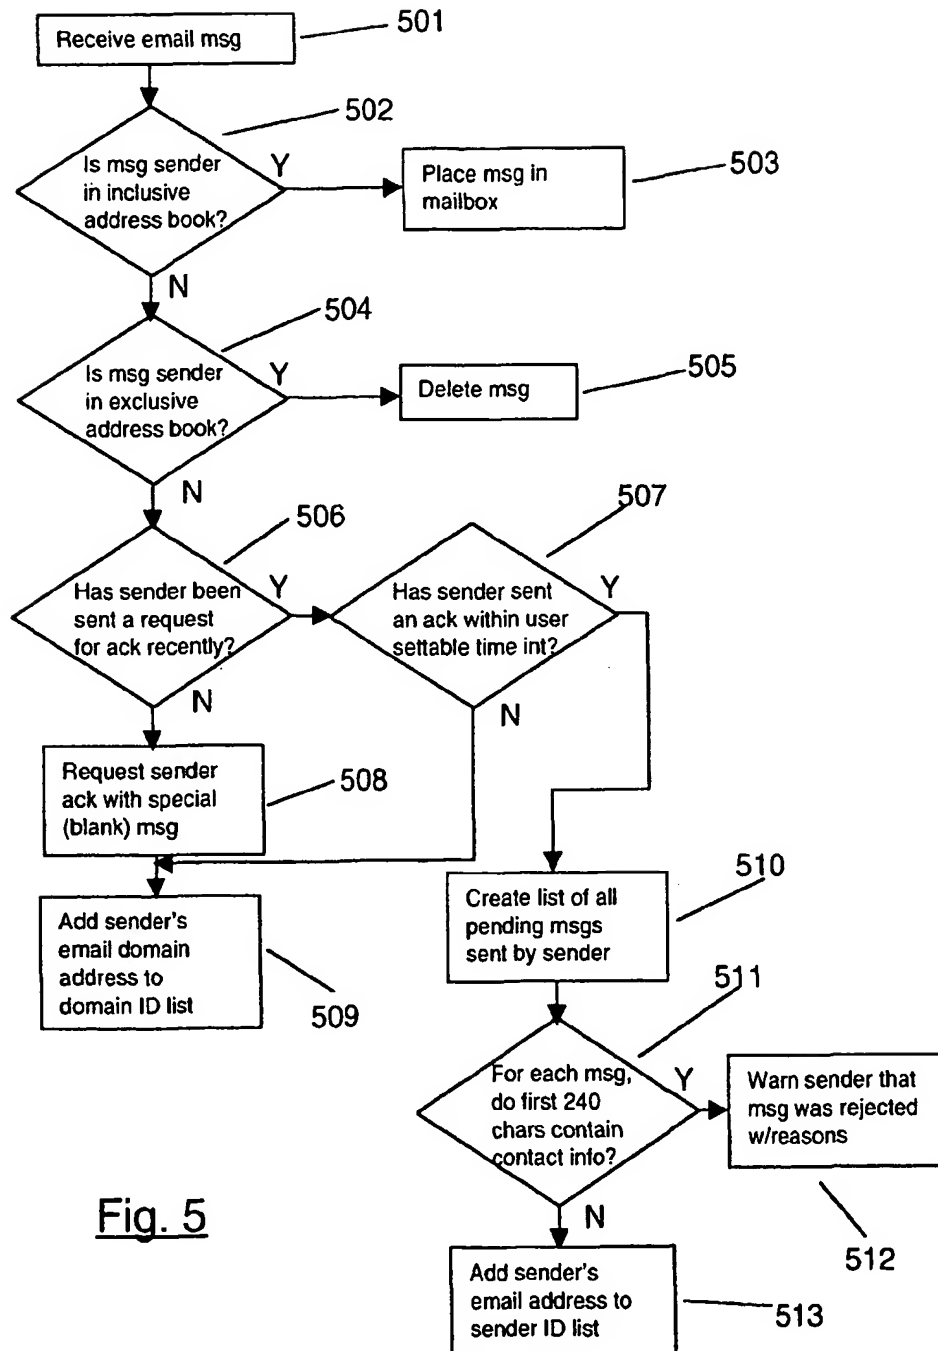 Receive email msg
501
502
Is msg sender
in inclusive
address book?
Y
Place msg in
mailbox
503
N
504
Is msg sender
in exclusive
address book?
Y
Delete msg
505
N
506
Has sender been
sent a request
for ack recently?
Y
507
Has sender sent
an ack within user
settable time int?
Y
N
N
Request sender
ack with special
(blank) msg
508
Add sender's
email domain
address to
domain ID list
509
Create list of all
pending msgs
sent by sender
510
511
For each msg,
do first 240
chars contain
contact info?
Y
Warn sender that
msg was rejected
w/reasons
512
N
Add sender's
email address to
sender ID list
513
Fig. 5